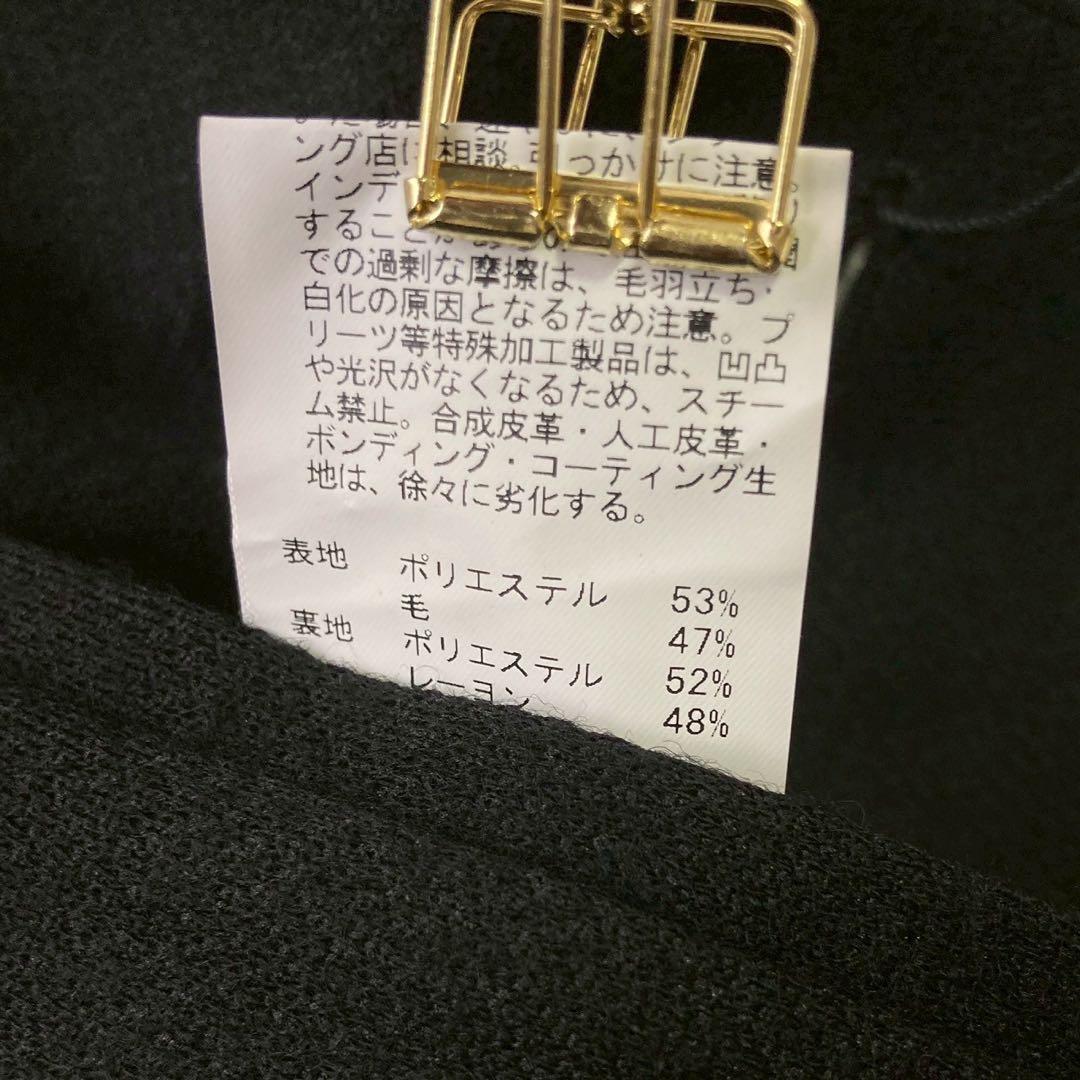 ング店に相談。引っかけに注意。
インデ
すること
での過剰な摩擦は、毛羽立ち・
白化の原因となるため注意。プ
リーツ等特殊加工製品は、凹凸
や光沢がなくなるため、スチー
ム禁止。合成皮革・人工皮革・
ボンディング・コーティング生
地は、徐々に劣化する。
表地 ポリエステル 53%
毛 47%
裏地 ポリエステル 52%
レーヨン 48%